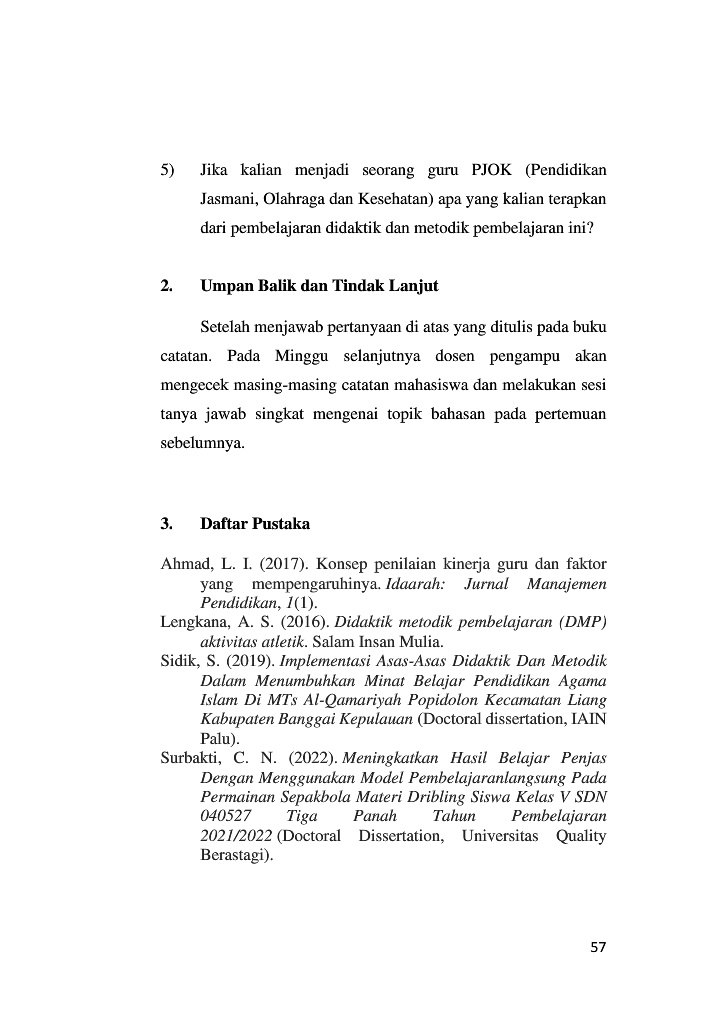 5) Jika kalian menjadi seorang guru PJOK (Pendidikan
Jasmani, Olahraga dan Kesehatan) apa yang kalian terapkan
dari pembelajaran didaktik dan metodik pembelajaran ini?
2. Umpan Balik dan Tindak Lanjut
Setelah menjawab pertanyaan di atas yang ditulis pada buku
catatan. Pada Minggu selanjutnya dosen pengampu akan
mengecek masing-masing catatan mahasiswa dan melakukan sesi
tanya jawab singkat mengenai topik bahasan pada pertemuan
sebelumnya.
3. Daftar Pustaka
Ahmad, L. I. (2017). Konsep penilaian kinerja guru dan faktor
yang mempengaruhinya. Idaarah: Jurnal Manajemen
Pendidikan, 1(1).
Lengkana, A. S. (2016). Didaktik metodik pembelajaran (DMP)
aktivitas atletik. Salam Insan Mulia.
Sidik, S. (2019). Implementasi Asas-Asas Didaktik Dan Metodik
Dalam Menumbuhkan Minat Belajar Pendidikan Agama
Islam Di MTs Al-Qamariyah Popidolon Kecamatan Liang
Kabupaten Banggai Kepulauan (Doctoral dissertation, IAIN
Palu).
Surbakti, C. N. (2022). Meningkatkan Hasil Belajar Penjas
Dengan Menggunakan Model Pembelajaranlangsung Pada
Permainan Sepakbola Materi Dribling Siswa Kelas V SDN
040527 Tiga Panah Tahun Pembelajaran
2021/2022 (Doctoral Dissertation, Universitas Quality
Berastagi).
57